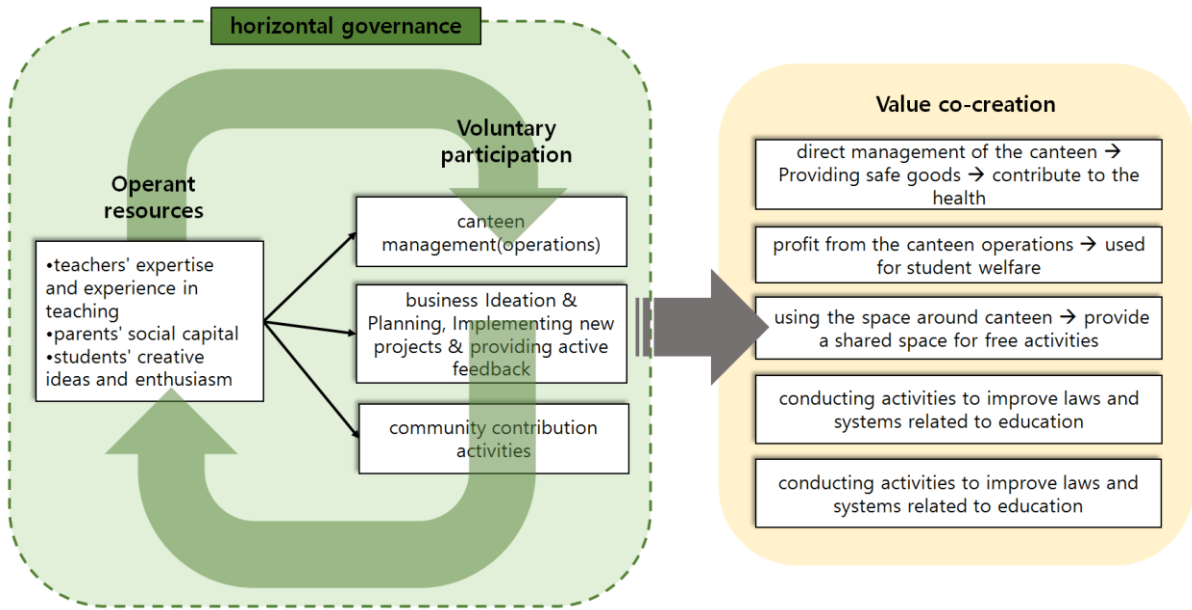 horizontal governance
Operant
resources
•teachers' expertise
and experience in
teaching
•parents' social capital
•students' creative
ideas and enthusiasm
Voluntary
participation
canteen
management(operations)
business Ideation &
Planning, Implementing new
projects & providing active
feedback
community contribution
activities
Value co-creation
direct management of the canteen →
Providing safe goods → contribute to the
health
profit from the canteen operations → used
for student welfare
using the space around canteen → provide
a shared space for free activities
conducting activities to improve laws and
systems related to education
conducting activities to improve laws and
systems related to education